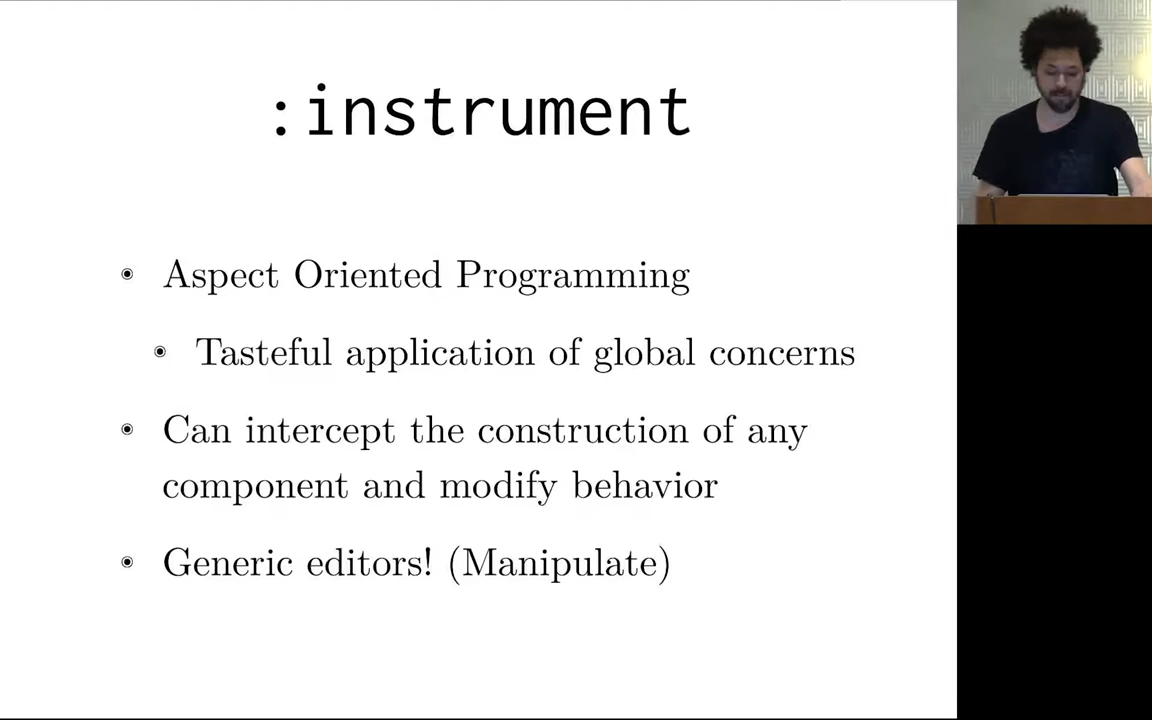 :instrument
Aspect Oriented Programming
Tasteful application of global concerns
Can intercept the construction of any
component and modify behavior
Generic editors! (Manipulate)